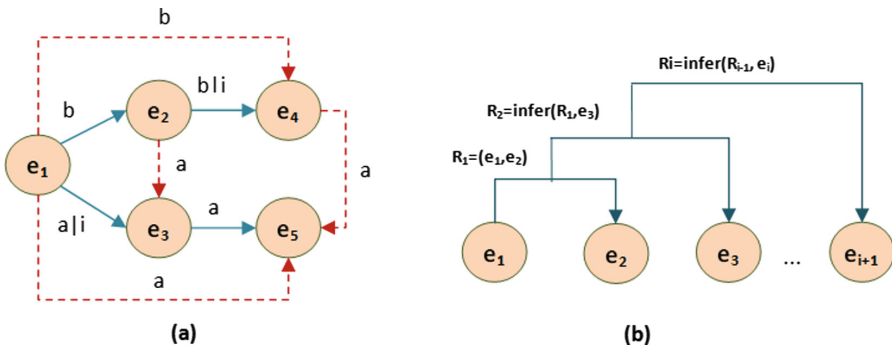 b
b
b|i
e₁
e₂
e₄
a
a
a|i
e₃
a
e₅
a
(a)
Ri=infer(Rᵢ₋₁,eᵢ)
R₂=infer(R₁,e₃)
R₁=(e₁,e₂)
e₁
e₂
e₃
...
eᵢ₊₁
(b)